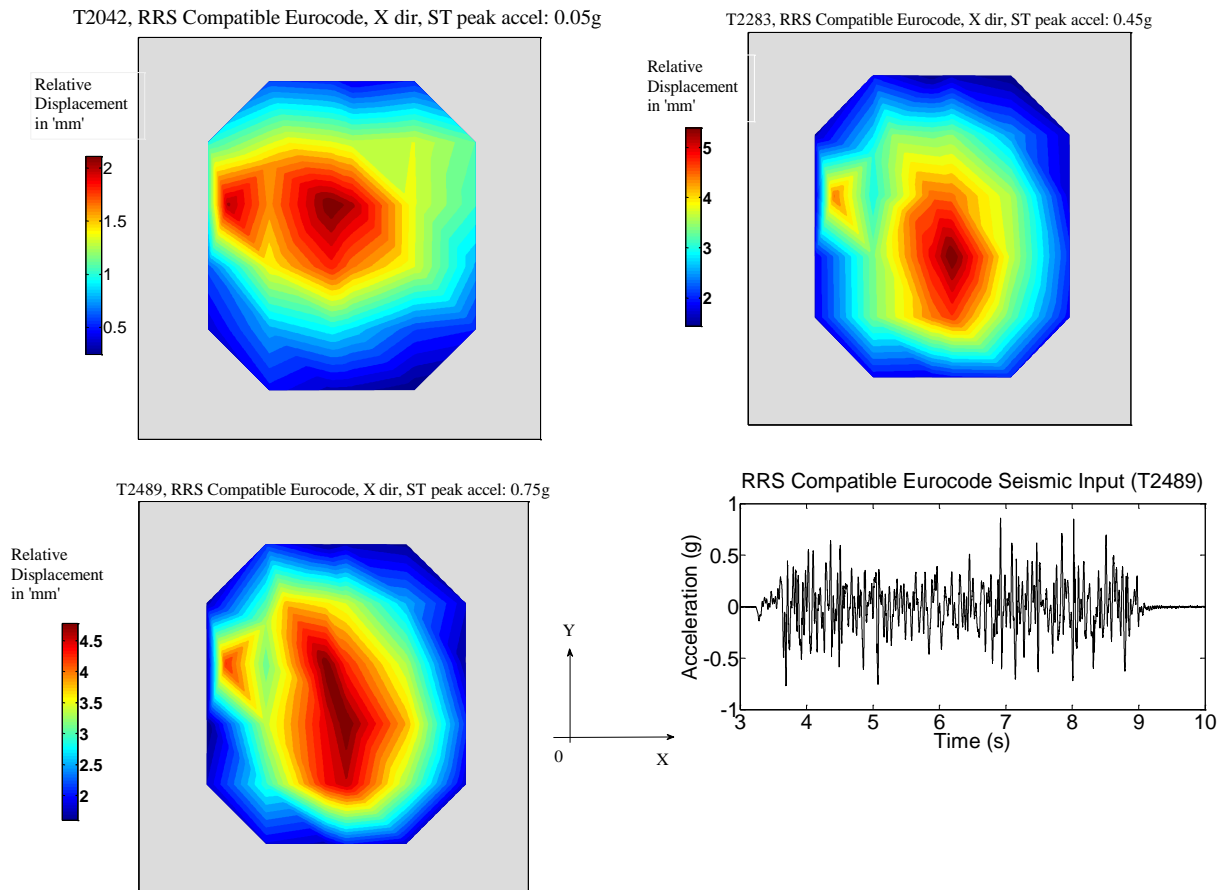 T2042, RRS Compatible Eurocode, X dir, ST peak accel: 0.05g
Relative
Displacement
in 'mm'
2
1.5
1
0.5
T2283, RRS Compatible Eurocode, X dir, ST peak accel: 0.45g
Relative
Displacement
in 'mm'
5
4
3
2
T2489, RRS Compatible Eurocode, X dir, ST peak accel: 0.75g
Relative
Displacement
in 'mm'
4.5
4
3.5
3
2.5
2
Y
0
X
RRS Compatible Eurocode Seismic Input (T2489)
Acceleration (g)
1
0.5
0
-0.5
-1
3 4 5 6 7 8 9 10
Time (s)